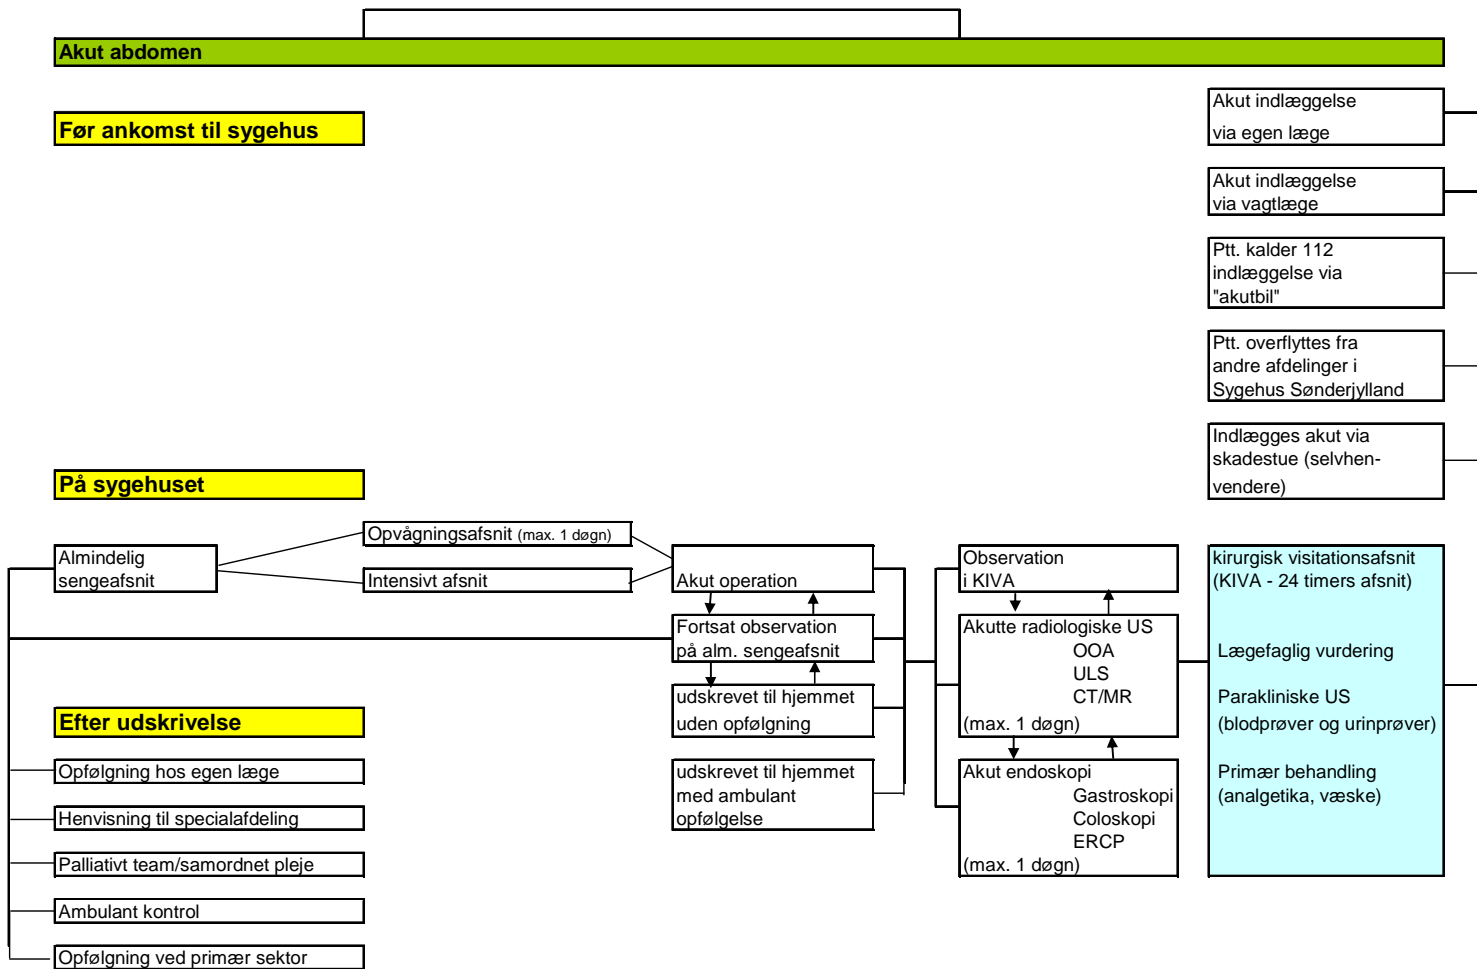 Akut abdomen
Før ankomst til sygehus
Akut indlæggelse
via egen læge
Akut indlæggelse
via vagtlæge
Ptt. kalder 112
indlæggelse via
"akutbil"
Ptt. overflyttes fra
andre afdelinger i
Sygehus Sønderjylland
Indlægges akut via
skadestue (selvhen-
vendere)
På sygehuset
Almindelig
sengeafsnit
Opvågningsafsnit (max. 1 døgn)
Intensivt afsnit
Akut operation
Fortsat observation
på alm. sengeafsnit
udskrevet til hjemmet
uden opfølgning
udskrevet til hjemmet
med ambulant
opfølgelse
Observation
i KIVA
Akutte radiologiske US
OOA
ULS
CT/MR
(max. 1 døgn)
Akut endoskopi
Gastroskopi
Coloskopi
ERCP
(max. 1 døgn)
kirurgisk visitationsafsnit
(KIVA - 24 timers afsnit)
Lægefaglig vurdering
Parakliniske US
(blodprøver og urinprøver)
Primær behandling
(analgetika, væske)
Efter udskrivelse
Opfølgning hos egen læge
Henvisning til specialafdeling
Palliativt team/samordnet pleje
Ambulant kontrol
Opfølgning ved primær sektor